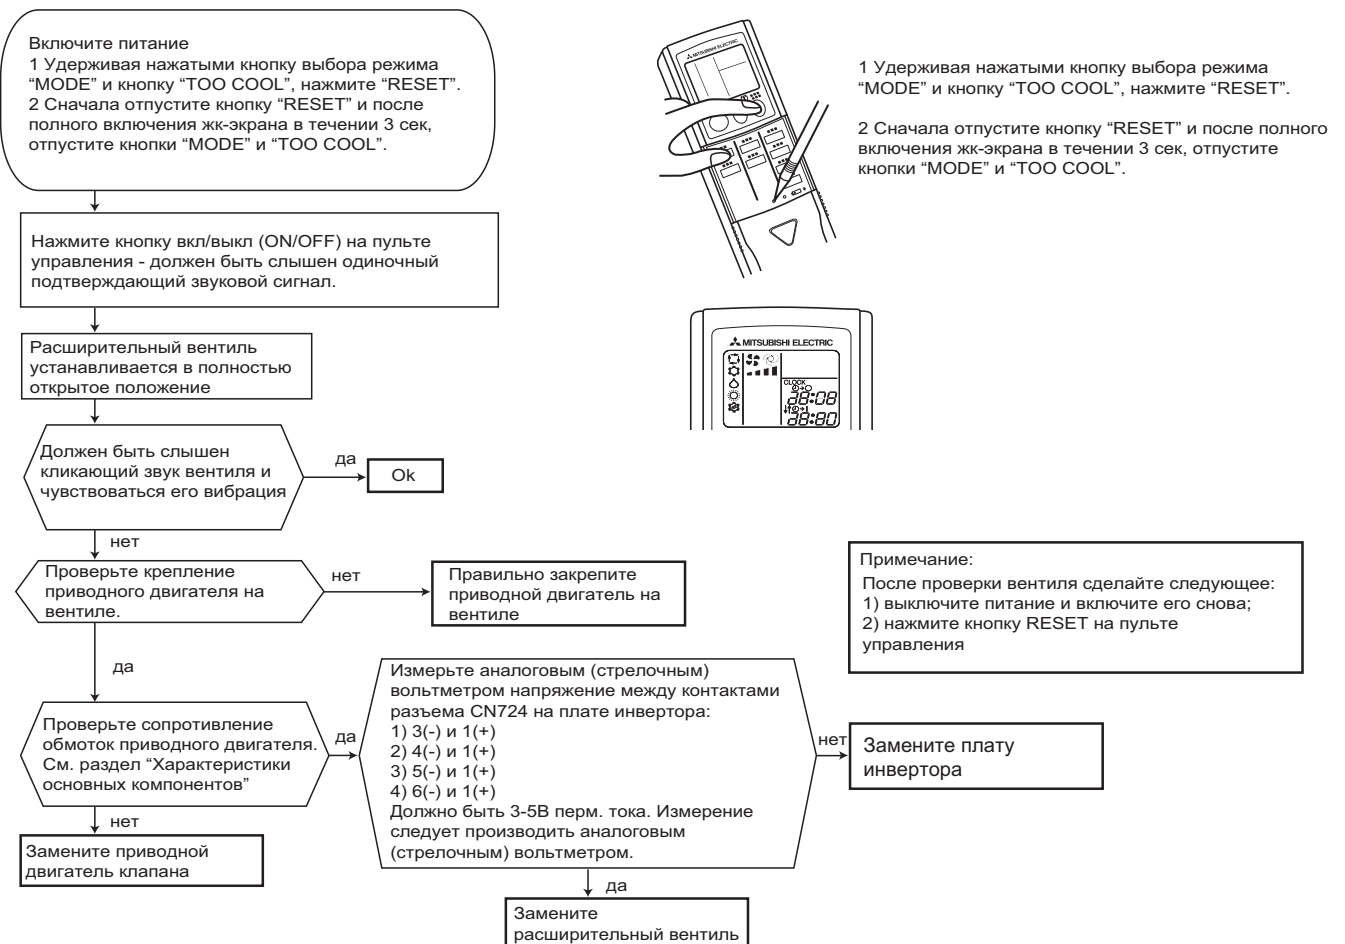 Включите питание
1 Удерживая нажатыми кнопку выбора режима
“MODE” и кнопку “TOO COOL”, нажмите “RESET”.
2 Сначала отпустите кнопку “RESET” и после
полного включения жк-экрана в течении 3 сек,
отпустите кнопки “MODE” и “TOO COOL”.
MITSUBISHI ELECTRIC
1 Удерживая нажатыми кнопку выбора режима
“MODE” и кнопку “TOO COOL”, нажмите “RESET”.
2 Сначала отпустите кнопку “RESET” и после полного
включения жк-экрана в течении 3 сек, отпустите
кнопки “MODE” и “TOO COOL”.
Нажмите кнопку вкл/выкл (ON/OFF) на пульте
управления - должен быть слышен одиночный
подтверждающий звуковой сигнал.
Расширительный вентиль
устанавливается в полностью
открытое положение
MITSUBISHI ELECTRIC
CLOCK
38:08
38:80
Должен быть слышен
кликающий звук вентиля и
чувствоваться его вибрация
да
Ok
нет
Проверьте крепление
приводного двигателя на
вентиле.
нет
Правильно закрепите
приводной двигатель на
вентиле
Примечание:
После проверки вентиля сделайте следующее:
1) выключите питание и включите его снова;
2) нажмите кнопку RESET на пульте
управления
да
Проверьте сопротивление
обмоток приводного двигателя.
См. раздел “Характеристики
основных компонентов”
да
Измерьте аналоговым (стрелочным)
вольтметром напряжение между контактами
разъема CN724 на плате инвертора:
1) 3(-) и 1(+)
2) 4(-) и 1(+)
3) 5(-) и 1(+)
4) 6(-) и 1(+)
Должно быть 3-5В перм. тока. Измерение
следует производить аналоговым
(стрелочным) вольтметром.
нет
Замените плату
инвертора
нет
Замените приводной
двигатель клапана
да
Замените
расширительный вентиль